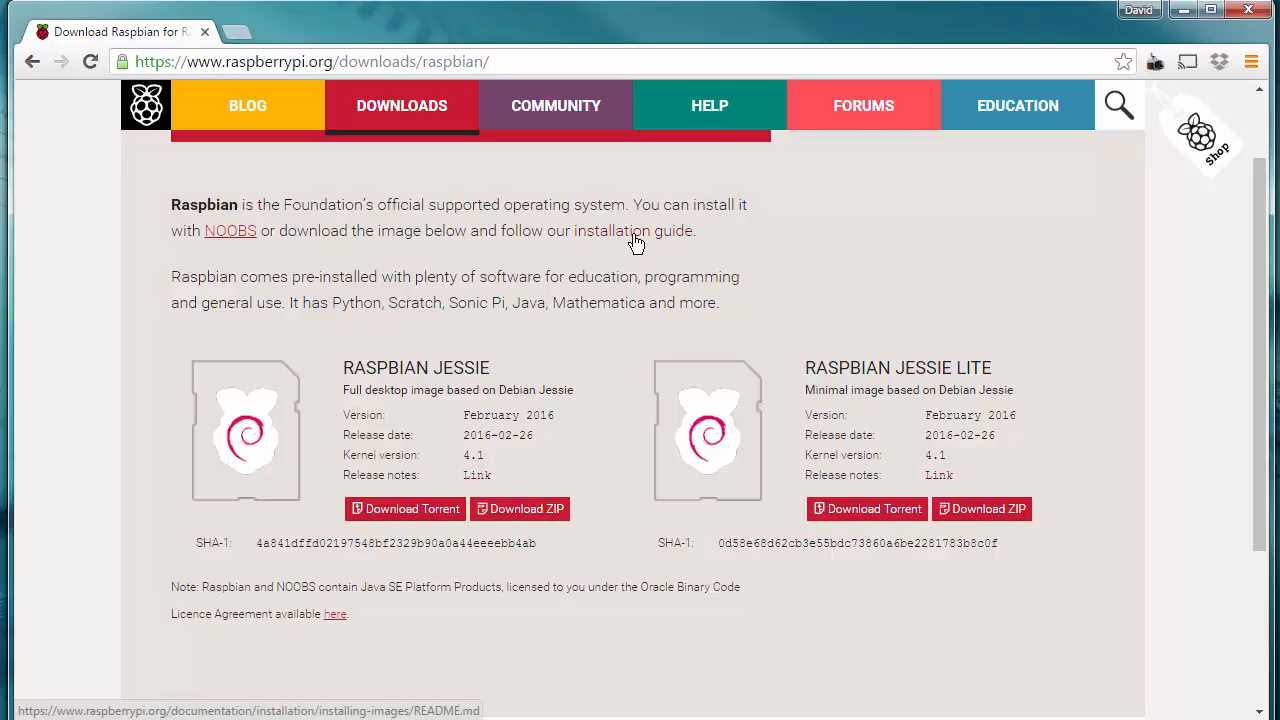 David
Download Raspbian for R
https://www.raspberrypi.org/downloads/raspbian/
BLOG
DOWNLOADS
COMMUNITY
HELP
FORUMS
EDUCATION
Shop
Raspbian is the Foundation's official supported operating system. You can install it
with NOOBS or download the image below and follow our installation guide.
Raspbian comes pre-installed with plenty of software for education, programming
and general use. It has Python, Scratch, Sonic Pi, Java, Mathematica and more.
RASPBIAN JESSIE
Full desktop image based on Debian Jessie
Version: February 2016
Release date: 2016-02-26
Kernel version: 4.1
Release notes: Link
Download Torrent Download ZIP
SHA-1: 4a841dffd02197548bf2329b90a0a44eeeebb4ab
RASPBIAN JESSIE LITE
Minimal image based on Debian Jessie
Version: February 2016
Release date: 2016-02-26
Kernel version: 4.1
Release notes: Link
Download Torrent Download ZIP
SHA-1: 0d58e68d62cb3e55bdc73860a6be2281783b8c0f
Note: Raspbian and NOOBS contain Java SE Platform Products, licensed to you under the Oracle Binary Code
Licence Agreement available here.
https://www.raspberrypi.org/documentation/installation/installing-images/README.md